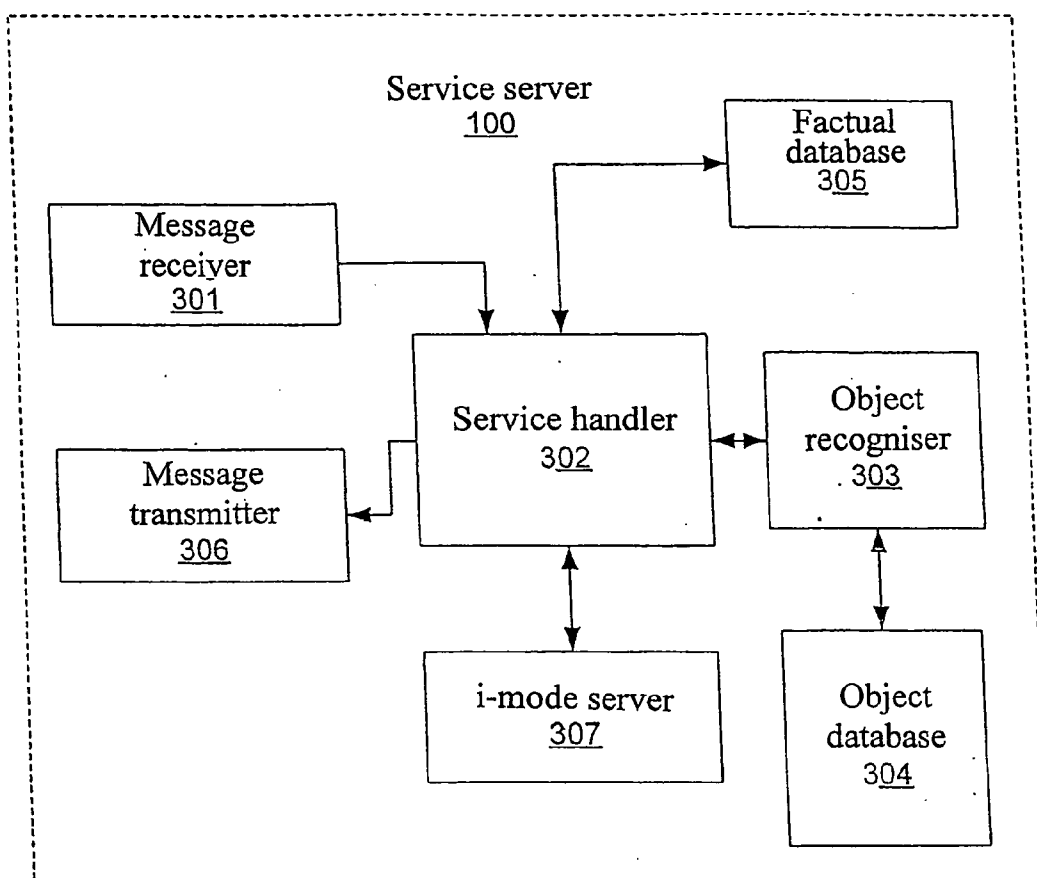 Service server
100
Factual
database
305
Message
receiver
301
Service handler
302
Object
recogniser
303
Message
transmitter
306
i-mode server
307
Object
database
304